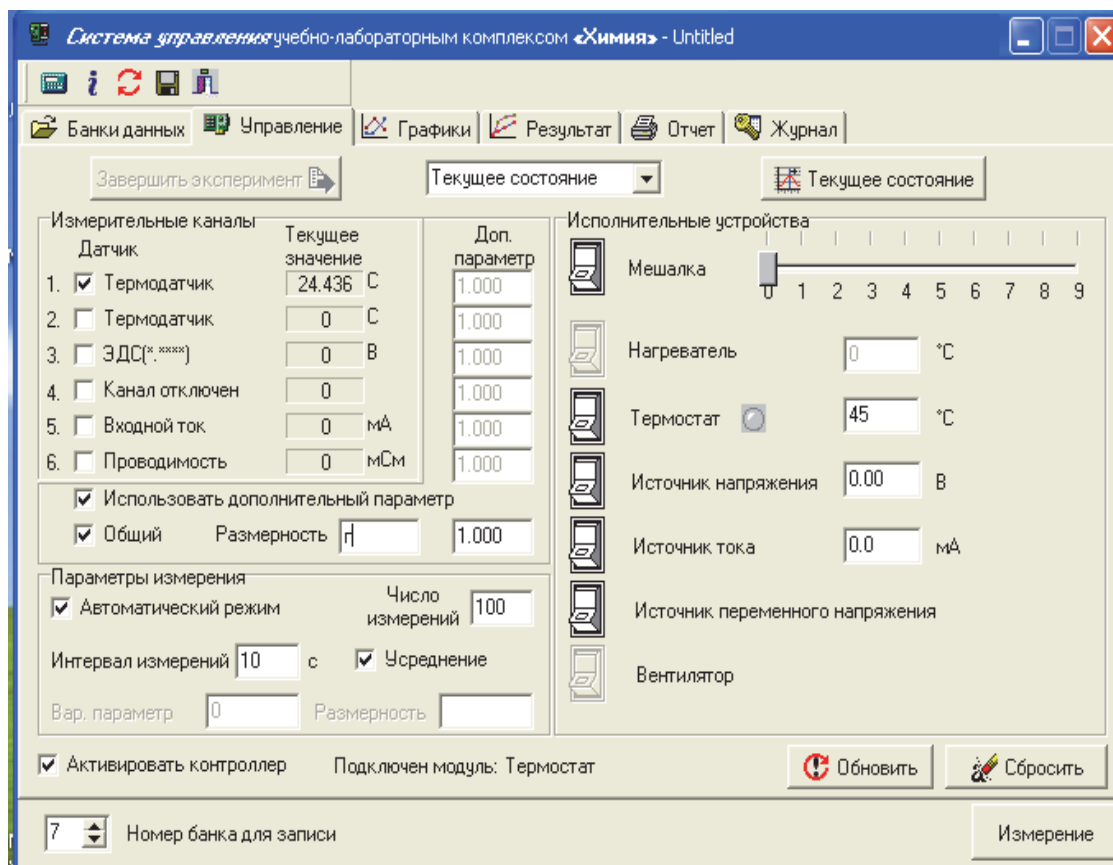 Система управления учебно-лабораторным комплексом «Химия» - Untitled
Банки данных Управление Графики Результат Отчет Журнал
Завершить эксперимент Текущее состояние Текущее состояние
Измерительные каналы
Датчик Текущее значение Доп. параметр
1. Термодатчик 24.436 С 1.000
2. Термодатчик 0 С 1.000
3. ЭДС(*.****) 0 В 1.000
4. Канал отключен 0 1.000
5. Входной ток 0 мА 1.000
6. Проводимость 0 мСм 1.000
Использовать дополнительный параметр
Общий Размерность г 1.000
Параметры измерения
Автоматический режим Число измерений 100
Интервал измерений 10 с Усреднение
Вар. параметр 0 Размерность
Исполнительные устройства
Мешалка
0 1 2 3 4 5 6 7 8 9
Нагреватель 0 °С
Термостат 45 °С
Источник напряжения 0.00 В
Источник тока 0.0 мА
Источник переменного напряжения
Вентилятор
Активировать контроллер Подключен модуль: Термостат Обновить Сбросить
7 Номер банка для записи Измерение